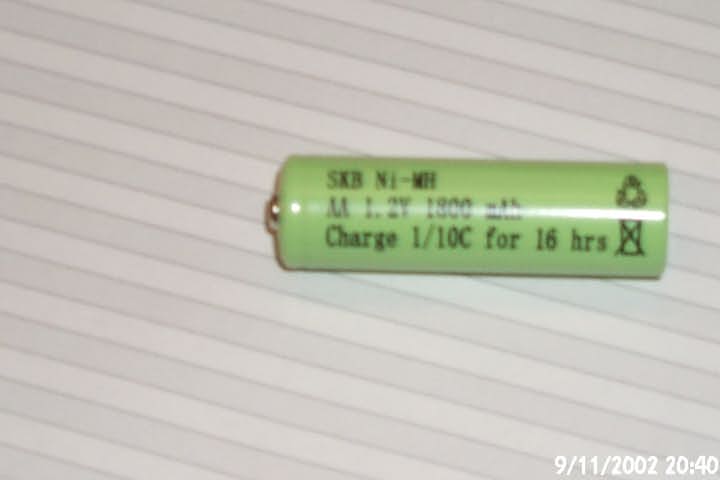 SKB Ni-MH
AA 1.2V 1800 mAh
Charge 1/10C for 16 hrs
9/11/2002 20:40